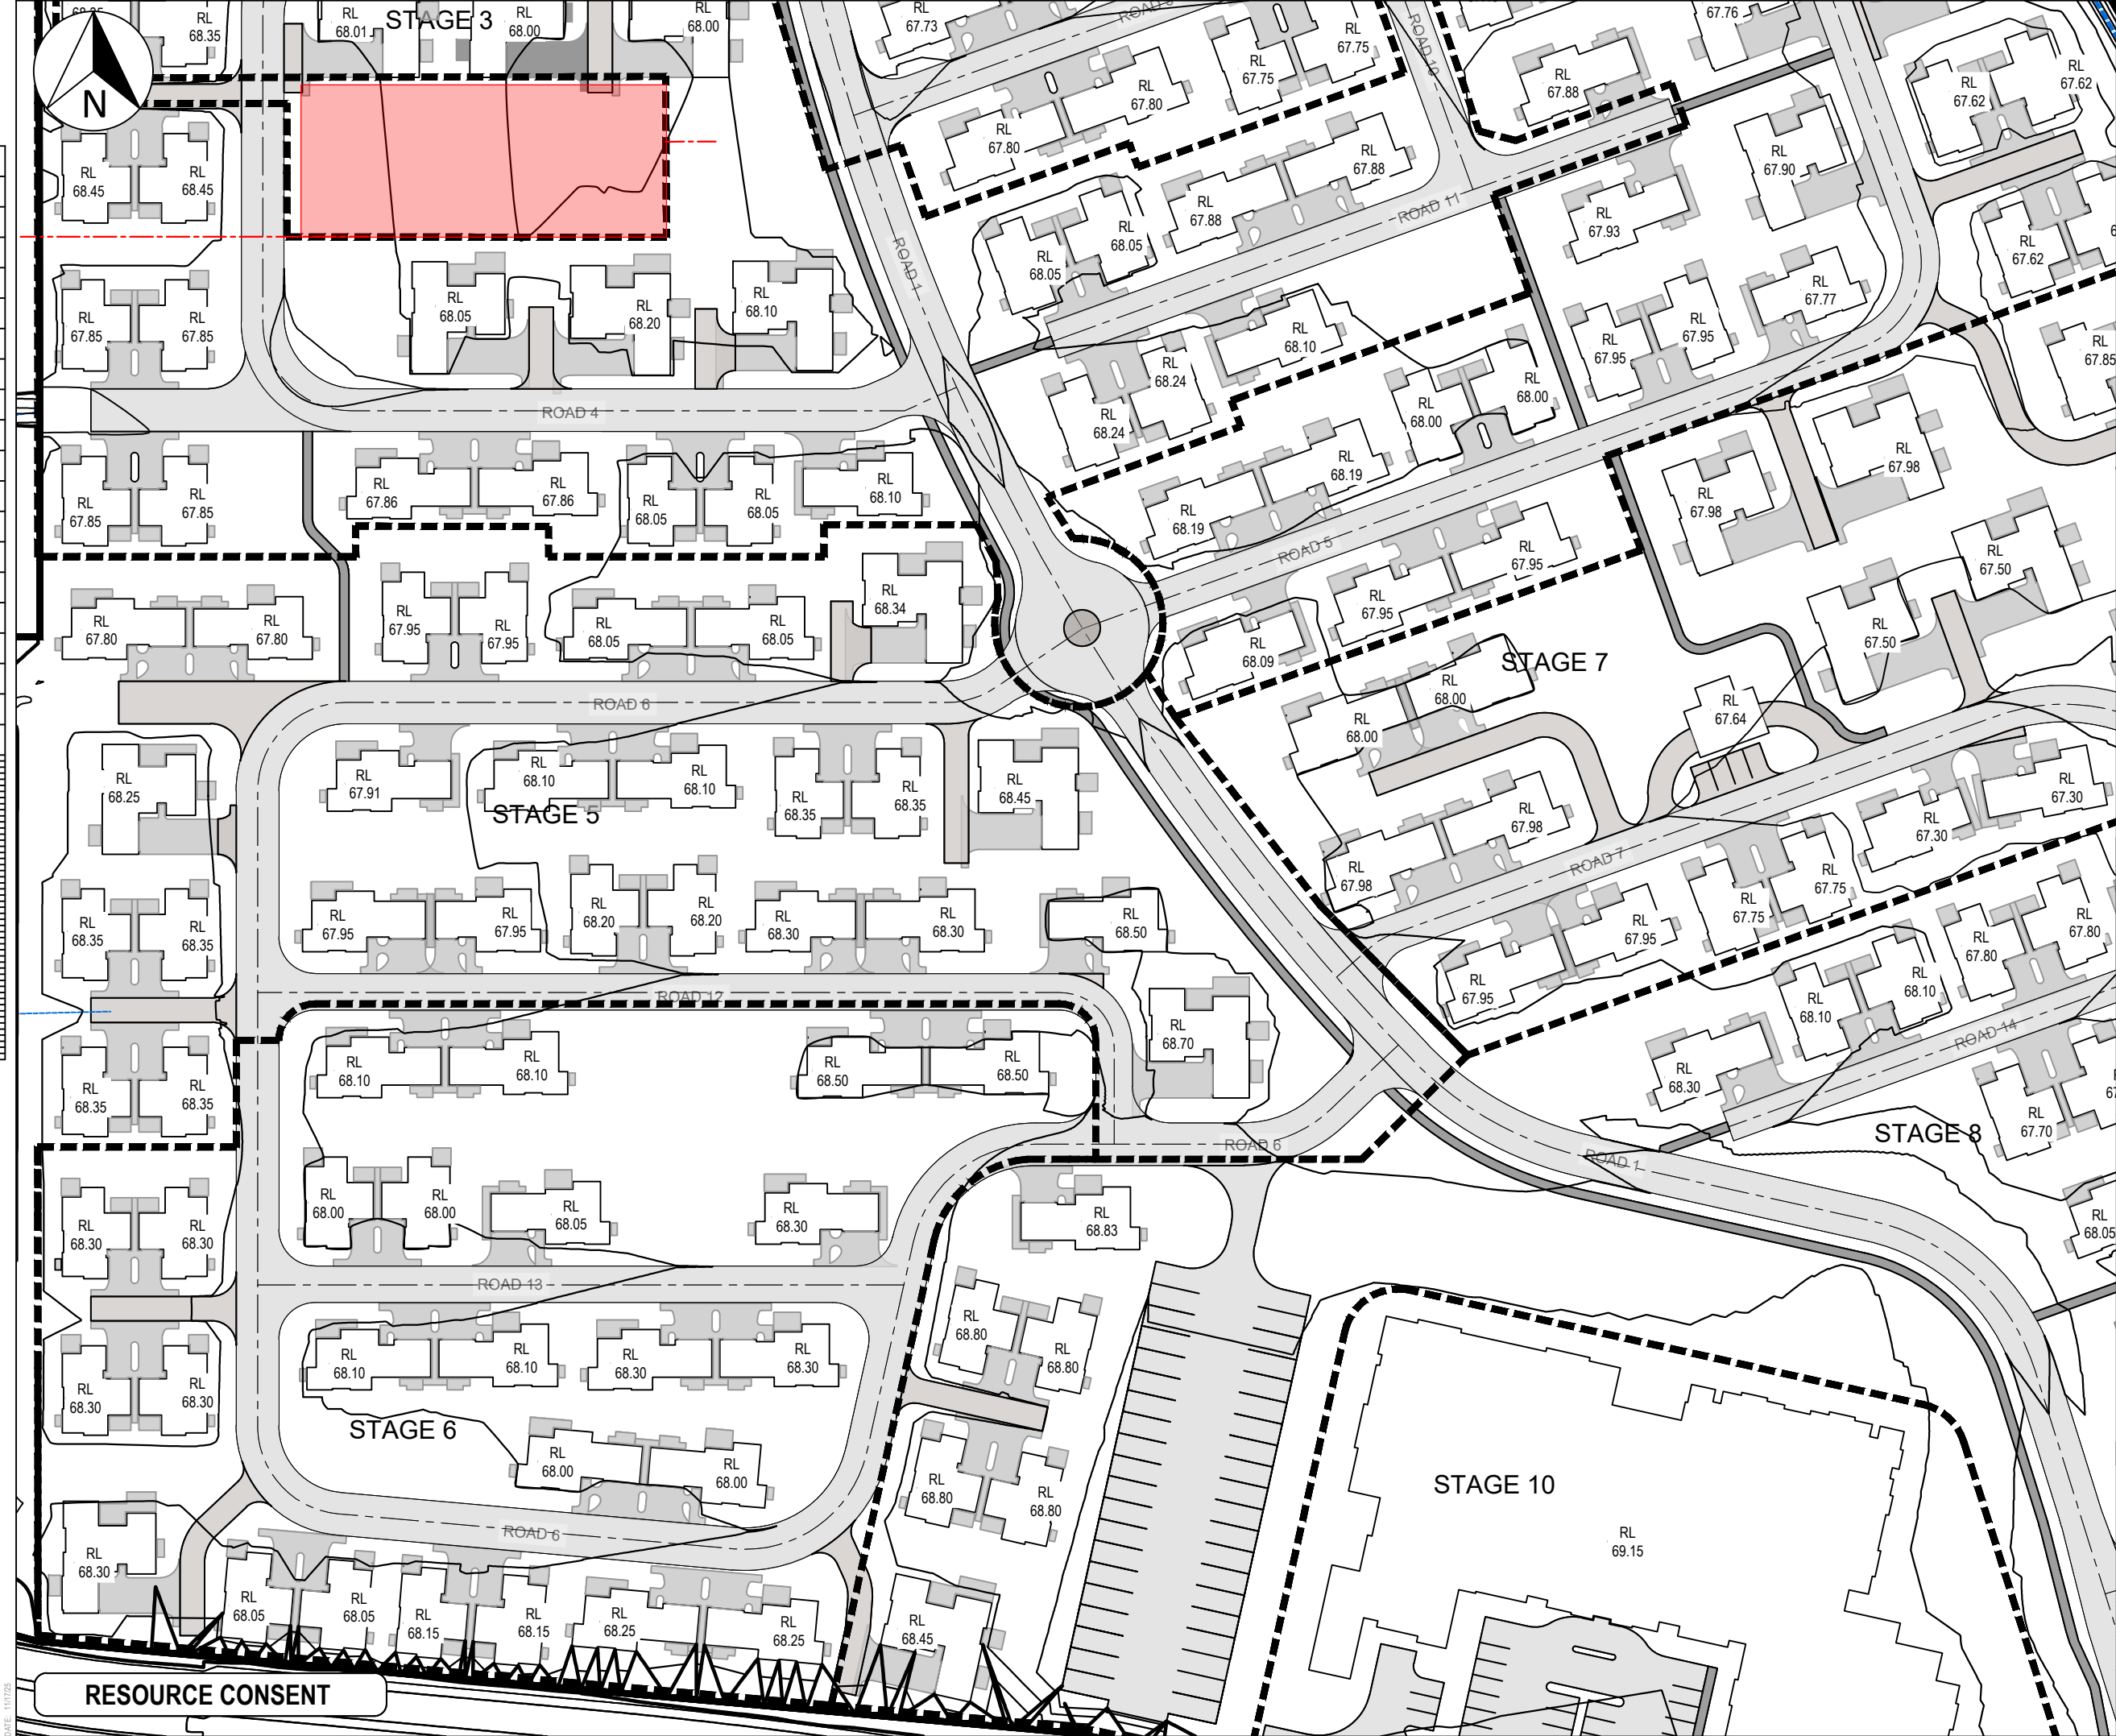 68.35
RL
68.35
RL
68.01
STAGE 3
RL
68.00
RL
68.00
RL
67.73
ROAD 10
RL
67.75
RL
67.75
67.76
RL
67.88
RL
67.62
RL
67.62
N
RL
67.80
RL
67.80
RL
68.45
RL
68.45
RL
67.88
RL
67.88
RL
67.90
RL
67.93
ROAD 11
RL
67.62
ROAD 1
RL
68.05
RL
68.05
RL
67.85
RL
67.85
RL
68.05
RL
68.20
RL
68.10
RL
68.10
RL
67.95
RL
67.95
RL
67.77
RL
67.85
RL
68.24
RL
68.24
RL
68.00
RL
68.00
ROAD 4
RL
67.85
RL
67.85
RL
67.86
RL
67.86
RL
68.05
RL
68.05
RL
68.10
RL
68.19
RL
68.19
RL
67.98
RL
67.98
ROAD 5
RL
67.95
RL
67.95
RL
67.50
RL
67.50
RL
67.80
RL
67.80
RL
67.95
RL
67.95
RL
68.05
RL
68.05
RL
68.34
RL
68.09
STAGE 7
RL
68.00
RL
68.00
RL
67.64
ROAD 6
RL
68.25
RL
67.91
RL
68.10
RL
68.10
STAGE 5
RL
68.35
RL
68.35
RL
68.45
RL
67.98
RL
67.98
ROAD 7
RL
67.30
RL
67.30
RL
67.75
RL
67.75
RL
68.35
RL
68.35
RL
67.95
RL
67.95
RL
68.20
RL
68.20
RL
68.30
RL
68.30
RL
68.50
RL
67.95
RL
67.95
RL
67.80
RL
67.80
RL
68.10
RL
68.10
ROAD 12
ROAD 14
RL
68.35
RL
68.35
RL
68.10
RL
68.10
RL
68.50
RL
68.50
RL
68.70
RL
68.30
RL
67.70
STAGE 8
ROAD 6
ROAD 1
RL
68.30
RL
68.30
RL
68.00
RL
68.00
RL
68.05
RL
68.30
RL
68.83
RL
68.05
ROAD 13
RL
68.30
RL
68.30
RL
68.10
RL
68.10
RL
68.30
RL
68.30
RL
68.80
RL
68.80
STAGE 6
RL
68.00
RL
68.00
RL
68.80
RL
68.80
STAGE 10
RL
69.15
ROAD 6
RL
68.30
RL
68.05
RL
68.05
RL
68.15
RL
68.15
RL
68.25
RL
68.25
RL
68.45
RESOURCE CONSENT
DATE: 11/17/25